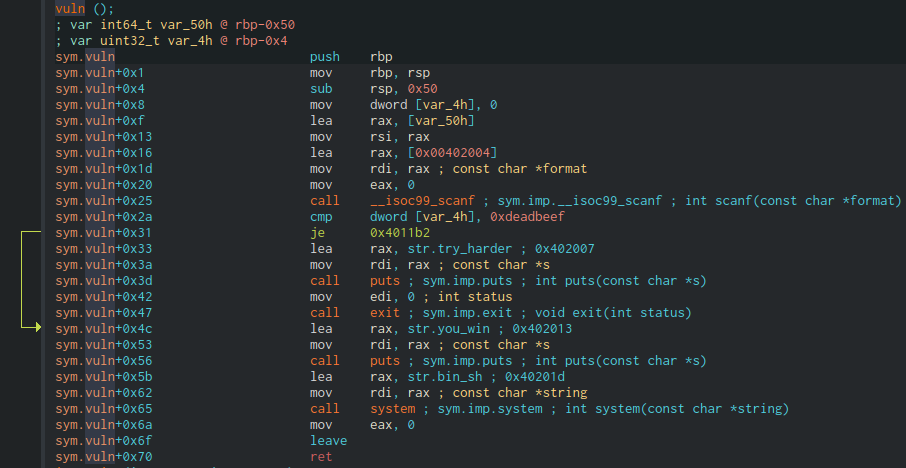 vuln ();
; var int64_t var_50h @ rbp-0x50
; var uint32_t var_4h @ rbp-0x4
sym.vuln push rbp
sym.vuln+0x1 mov rbp, rsp
sym.vuln+0x4 sub rsp, 0x50
sym.vuln+0x8 mov dword [var_4h], 0
sym.vuln+0xf lea rax, [var_50h]
sym.vuln+0x13 mov rsi, rax
sym.vuln+0x16 lea rax, [0x00402004]
sym.vuln+0x1d mov rdi, rax ; const char *format
sym.vuln+0x20 mov eax, 0
sym.vuln+0x25 call __isoc99_scanf ; sym.imp.__isoc99_scanf ; int scanf(const char *format)
sym.vuln+0x2a cmp dword [var_4h], 0xdeadbeef
sym.vuln+0x31 je 0x4011b2
sym.vuln+0x33 lea rax, str.try_harder ; 0x402007
sym.vuln+0x3a mov rdi, rax ; const char *s
sym.vuln+0x3d call puts ; sym.imp.puts ; int puts(const char *s)
sym.vuln+0x42 mov edi, 0 ; int status
sym.vuln+0x47 call exit ; sym.imp.exit ; void exit(int status)
sym.vuln+0x4c lea rax, str.you_win ; 0x402013
sym.vuln+0x53 mov rdi, rax ; const char *s
sym.vuln+0x56 call puts ; sym.imp.puts ; int puts(const char *s)
sym.vuln+0x5b lea rax, str.bin_sh ; 0x40201d
sym.vuln+0x62 mov rdi, rax ; const char *string
sym.vuln+0x65 call system ; sym.imp.system ; int system(const char *string)
sym.vuln+0x6a mov eax, 0
sym.vuln+0x6f leave
sym.vuln+0x70 ret